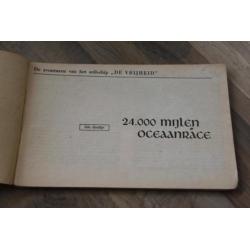 De avonturen van het zeilschip „DE VRIJHEID”
24.000 MIJLEN
OCEAANRACE